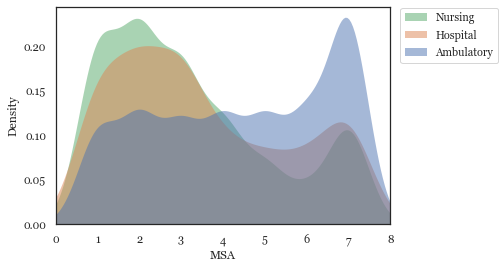 Nursing
Hospital
Ambulatory
0.20
0.15
0.10
0.05
0.00
Density
0 1 2 3 4 5 6 7 8
MSA